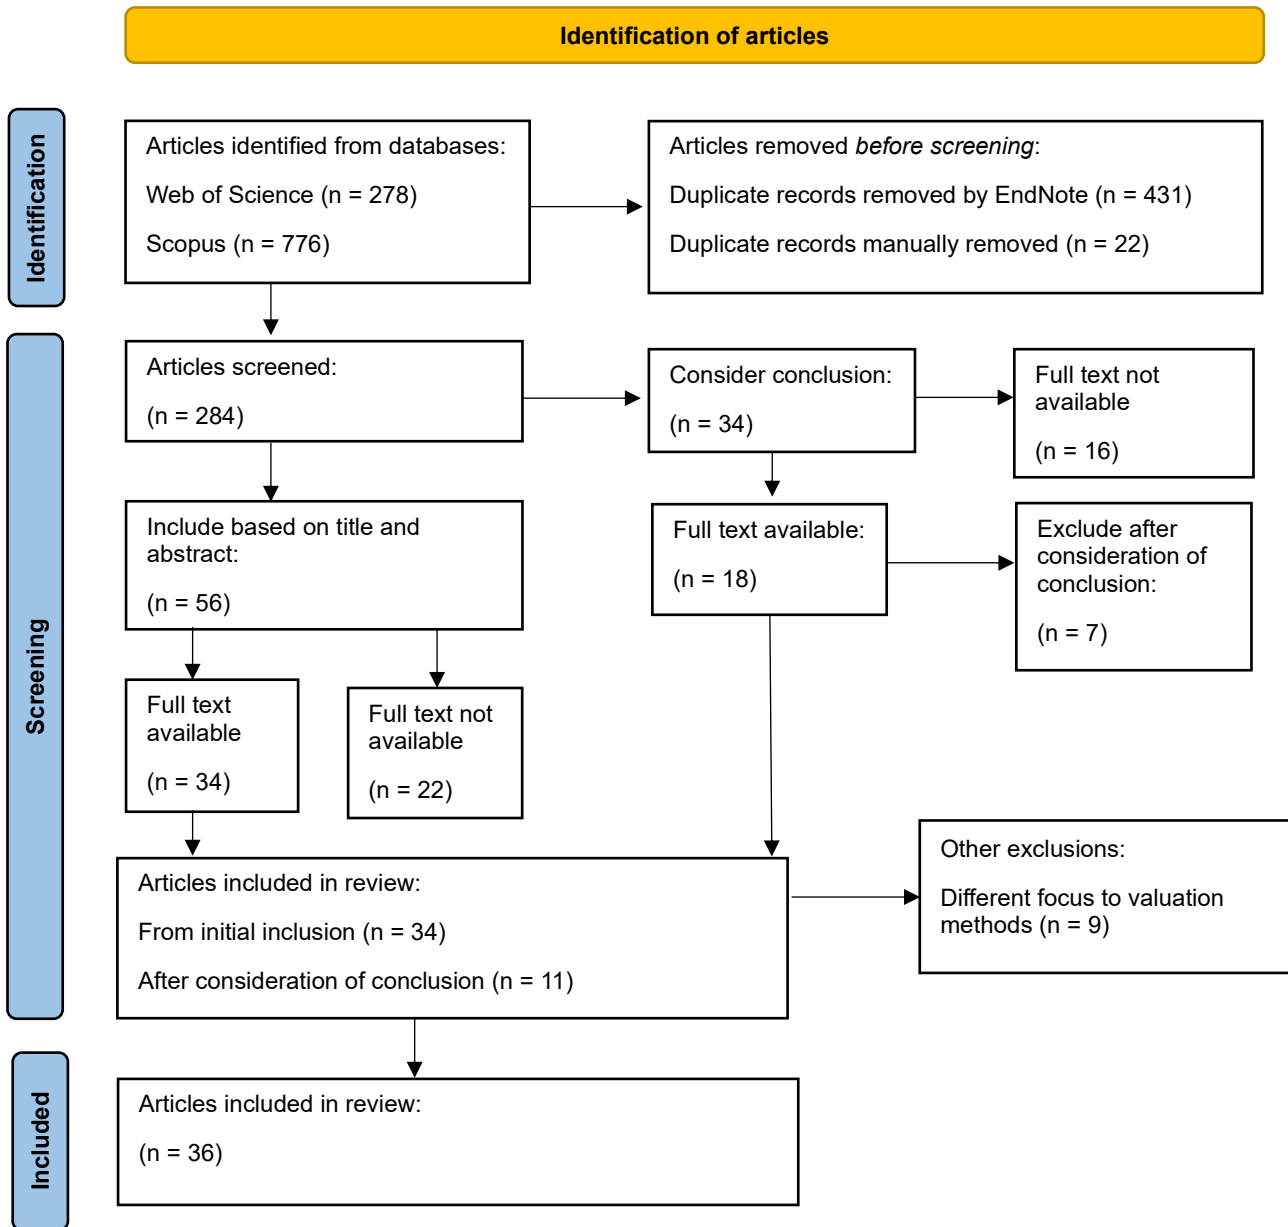 Identification of articles
Identification
Articles identified from databases:
Web of Science (n = 278)
Scopus (n = 776)
Articles removed before screening:
Duplicate records removed by EndNote (n = 431)
Duplicate records manually removed (n = 22)
Screening
Articles screened:
(n = 284)
Consider conclusion:
(n = 34)
Full text not
available
(n = 16)
Include based on title and
abstract:
(n = 56)
Full text available:
(n = 18)
Exclude after
consideration of
conclusion:
(n = 7)
Full text
available
(n = 34)
Full text not
available
(n = 22)
Articles included in review:
From initial inclusion (n = 34)
After consideration of conclusion (n = 11)
Other exclusions:
Different focus to valuation
methods (n = 9)
Included
Articles included in review:
(n = 36)